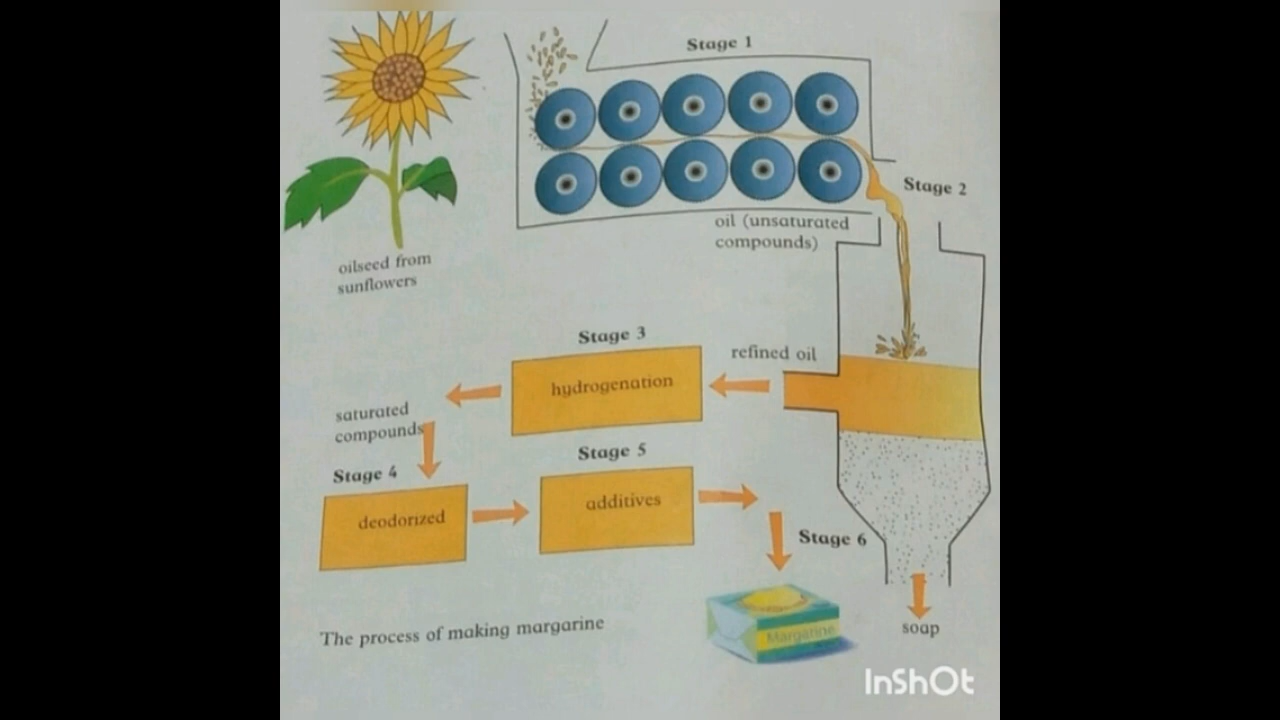 Stage 1
Stage 2
oil (unsaturated
compounds)
oilseed from
sunflowers
Stage 3
refined oil
hydrogenation
saturated
compounds
Stage 4
Stage 5
deodorized
additives
Stage 6
Margarine
soap
The process of making margarine
InShOt